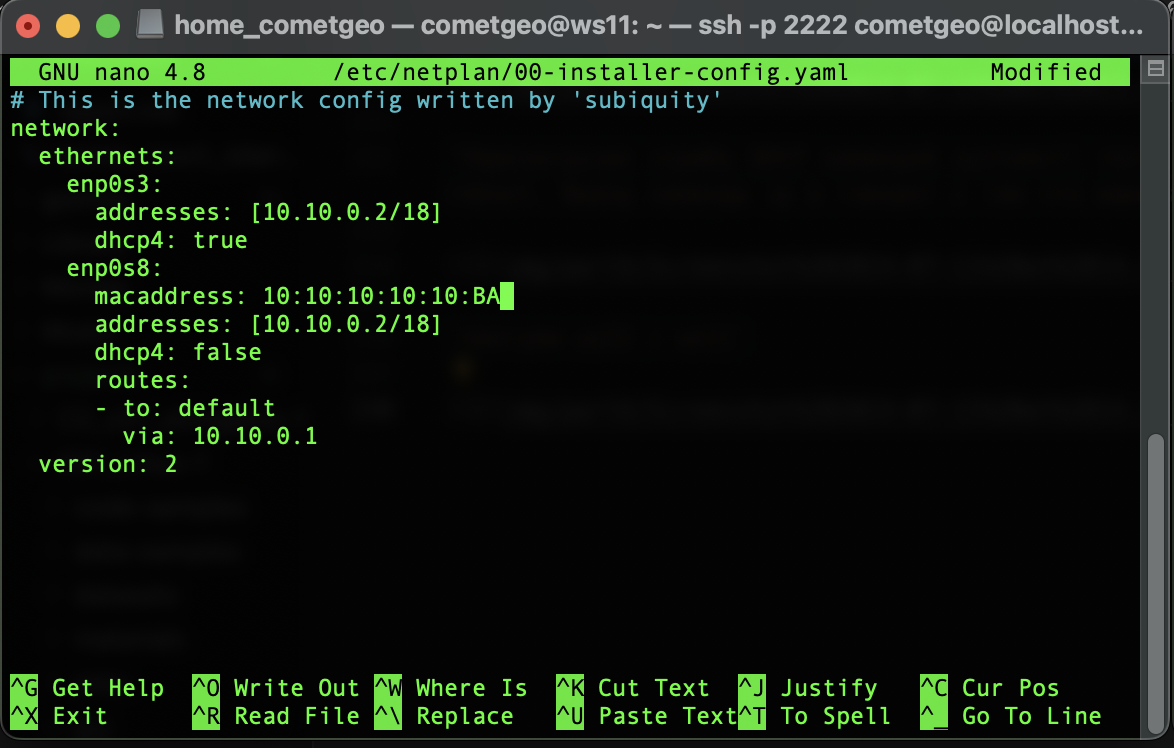 home_cometgeo — cometgeo@ws11: ~ — ssh -p 2222 cometgeo@localhost...
GNU nano 4.8 /etc/netplan/00-installer-config.yaml Modified
# This is the network config written by 'subiquity'
network:
  ethernets:
    enp0s3:
      addresses: [10.10.0.2/18]
      dhcp4: true
    enp0s8:
      macaddress: 10:10:10:10:10:BA
      addresses: [10.10.0.2/18]
      dhcp4: false
      routes:
      - to: default
        via: 10.10.0.1
  version: 2
^G Get Help ^O Write Out ^W Where Is ^K Cut Text ^J Justify ^C Cur Pos
^X Exit ^R Read File ^\ Replace ^U Paste Text ^T To Spell ^_ Go To Line